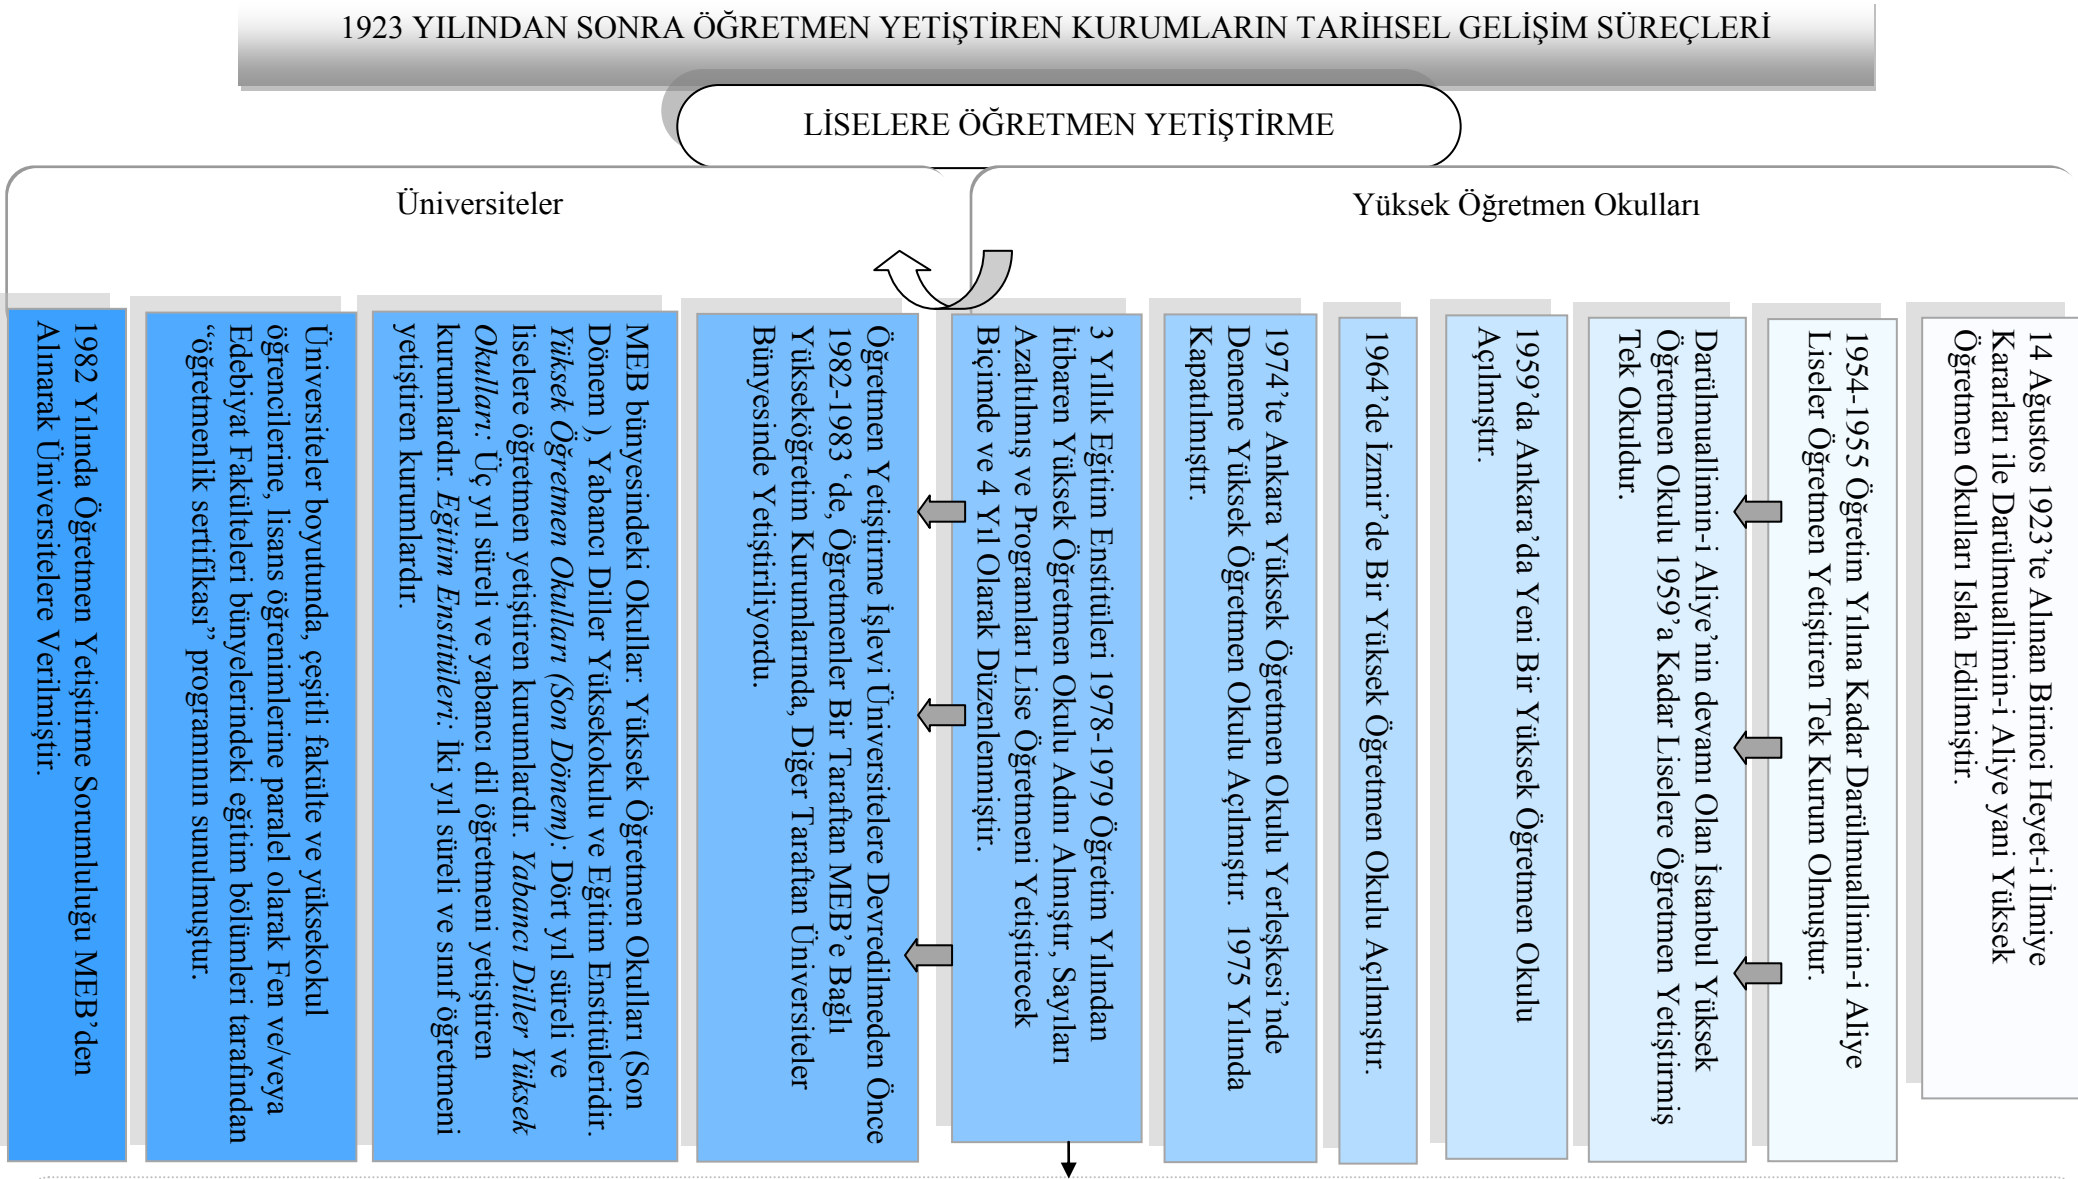 1923 YILINDAN SONRA ÖĞRETMEN YETİŞTİREN KURUMLARIN TARİHSEL GELİŞİM SÜREÇLERİ
LİSELERE ÖĞRETMEN YETİŞTİRME
Üniversiteler
Yüksek Öğretmen Okulları
14 Ağustos 1923’te Alınan Birinci Heyet-i İlmiye
Kararları ile Darülmuallimin-i Aliye yani Yüksek
Öğretmen Okulları Islah Edilmiştir.
1954-1955 Öğretim Yılına Kadar Darülmuallimin-i Aliye
Liseler Öğretmen Yetiştiren Tek Kurum Olmuştur.
Darülmuallimin-i Aliye’nin devamı Olan İstanbul Yüksek
Öğretmen Okulu 1959’a Kadar Liselere Öğretmen Yetiştirmiş
Tek Okuldur.
1959’da Ankara’da Yeni Bir Yüksek Öğretmen Okulu
Açılmıştır.
1964’de İzmir’de Bir Yüksek Öğretmen Okulu Açılmıştır.
1974’te Ankara Yüksek Öğretmen Okulu Yerleşkesi’nde
Deneme Yüksek Öğretmen Okulu Açılmıştır. 1975 Yılında
Kapatılmıştır.
3 Yıllık Eğitim Enstitüleri 1978-1979 Öğretim Yılından
İtibaren Yüksek Öğretmen Okulu Adını Almıştır, Sayıları
Azaltılmış ve Programları Lise Öğretmeni Yetiştirecek
Biçimde ve 4 Yıl Olarak Düzenlenmiştir.
Öğretmen Yetiştirme İşlevi Üniversitelere Devredilmeden Önce
1982-1983 ‘de, Öğretmenler Bir Taraftan MEB’e Bağlı
Yükseköğretim Kurumlarında, Diğer Taraftan Üniversiteler
Bünyesinde Yetiştiriliyordu.
MEB bünyesindeki Okullar: Yüksek Öğretmen Okulları (Son
Dönem ), Yabancı Diller Yüksekokulu ve Eğitim Enstitüleridir.
Yüksek Öğretmen Okulları (Son Dönem): Dört yıl süreli ve
liselere öğretmen yetiştiren kurumlardır. Yabancı Diller Yüksek
Okulları: Üç yıl süreli ve yabancı dil öğretmeni yetiştiren
kurumlardır. Eğitim Enstitüleri: İki yıl süreli ve sınıf öğretmeni
yetiştiren kurumlardır.
Üniversiteler boyutunda, çeşitli fakülte ve yüksekokul
öğrencilerine, lisans öğrenimlerine paralel olarak Fen ve/veya
Edebiyat Fakülteleri bünyelerindeki eğitim bölümleri tarafından
“öğretmenlik sertifikası” programının sunulmuştur.
1982 Yılında Öğretmen Yetiştirme Sorumluluğu MEB’den
Alınarak Üniversitelere Verilmiştir.